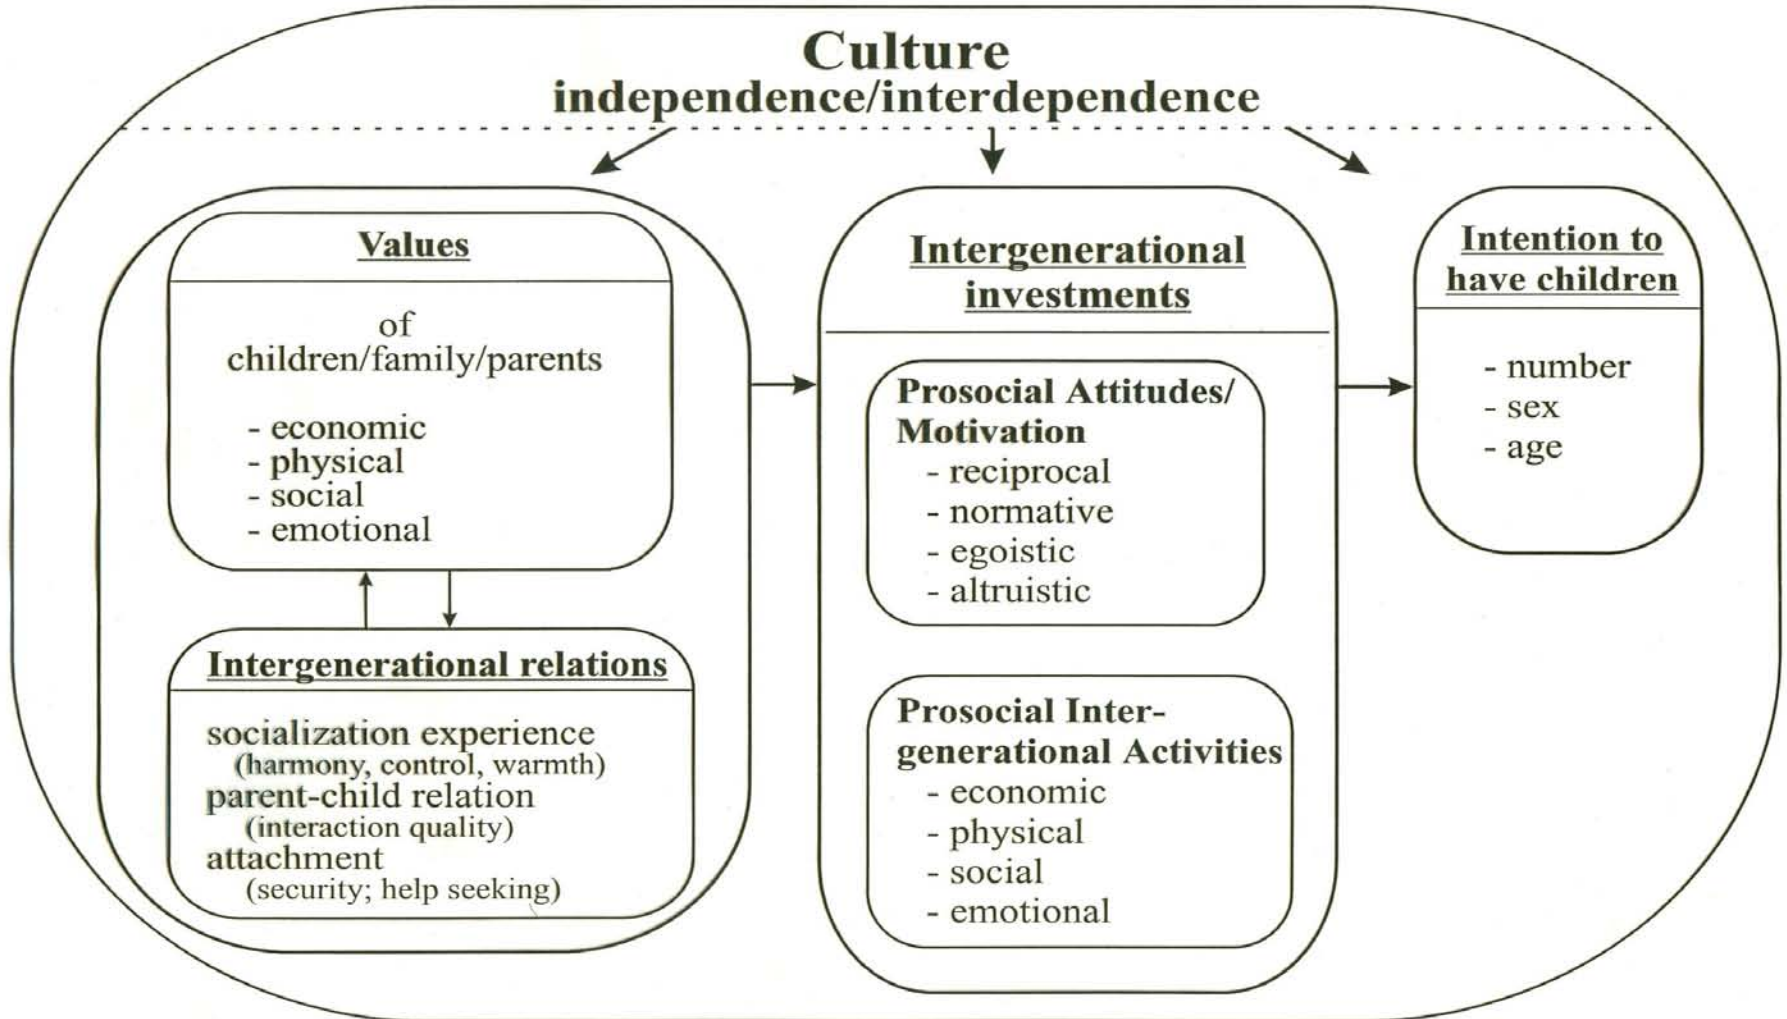 Culture
independence/interdependence
Values
of
children/family/parents
- economic
- physical
- social
- emotional
Intergenerational relations
socialization experience
(harmony, control, warmth)
parent-child relation
(interaction quality)
attachment
(security; help seeking)
Intergenerational
investments
Prosocial Attitudes/
Motivation
- reciprocal
- normative
- egoistic
- altruistic
Prosocial Inter-
generational Activities
- economic
- physical
- social
- emotional
Intention to
have children
- number
- sex
- age